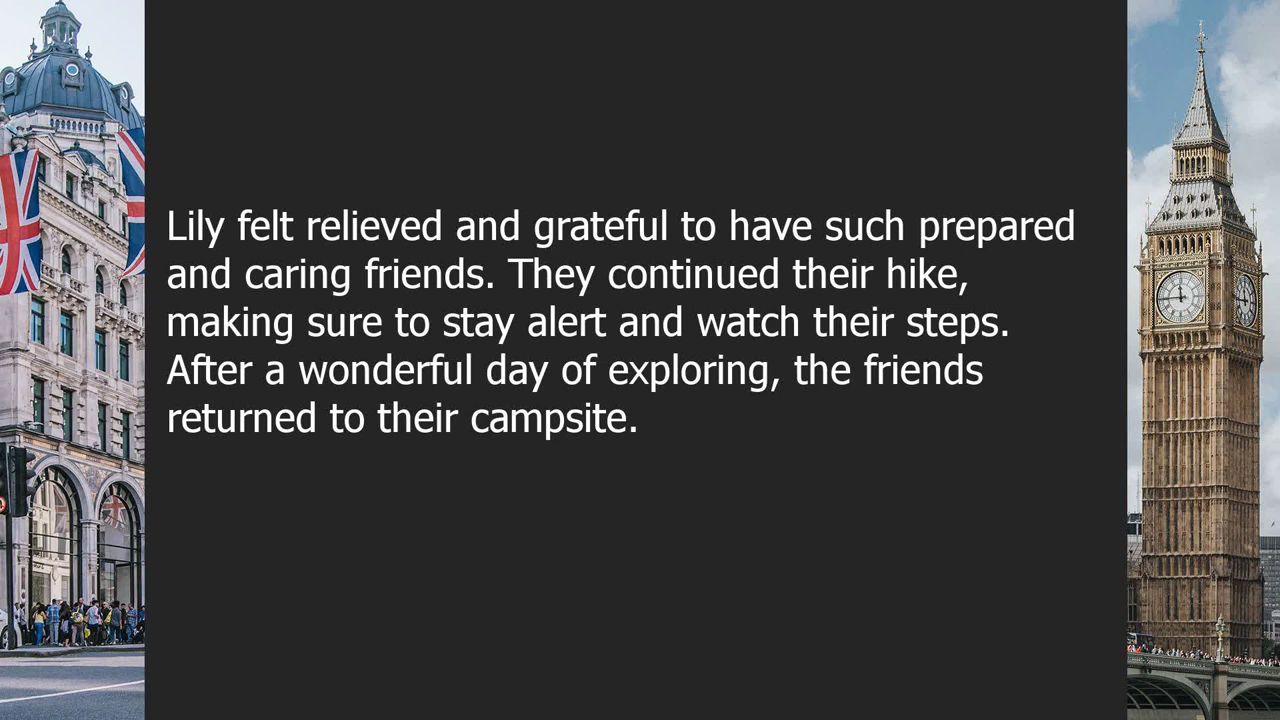 Lily felt relieved and grateful to have such prepared
and caring friends. They continued their hike,
making sure to stay alert and watch their steps.
After a wonderful day of exploring, the friends
returned to their campsite.